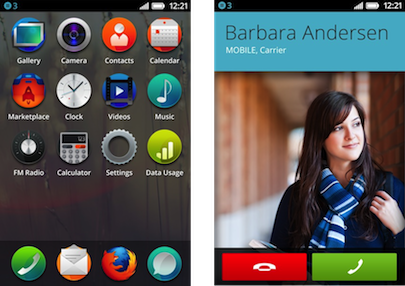 3 12:21
Gallery Camera Contacts Calendar
Marketplace Clock Videos Music
FM Radio Calculator Settings Data Usage
3 12:21
Barbara Andersen
MOBILE, Carrier